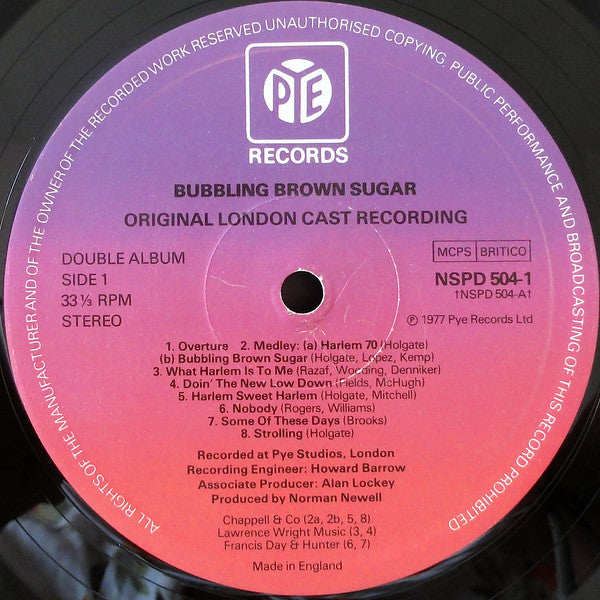 ALL RIGHTS OF THE MANUFACTURER AND OF THE OWNER OF THE RECORDED WORK RESERVED UNAUTHORISED COPYING, PUBLIC PERFORMANCE AND BROADCASTING OF THIS RECORD PROHIBITED
PYE
RECORDS
BUBBLING BROWN SUGAR
ORIGINAL LONDON CAST RECORDING
DOUBLE ALBUM
SIDE 1
33⅓ RPM
STEREO
MCPS BRITICO
NSPD 504-1
†NSPD 504-A†
℗ 1977 Pye Records Ltd
1. Overture 2. Medley: (a) Harlem 70 (Holgate)
(b) Bubbling Brown Sugar (Holgate, Lopez, Kemp)
3. What Harlem Is To Me (Razaf, Wooding, Denniker)
4. Doin' The New Low Down (Fields, McHugh)
5. Harlem Sweet Harlem (Holgate, Mitchell)
6. Nobody (Rogers, Williams)
7. Some Of These Days (Brooks)
8. Strolling (Holgate)
Recorded at Pye Studios, London
Recording Engineer: Howard Barrow
Associate Producer: Alan Lockey
Produced by Norman Newell
Chappell & Co (2a, 2b, 5, 8)
Lawrence Wright Music (3, 4)
Francis Day & Hunter (6, 7)
Made in England